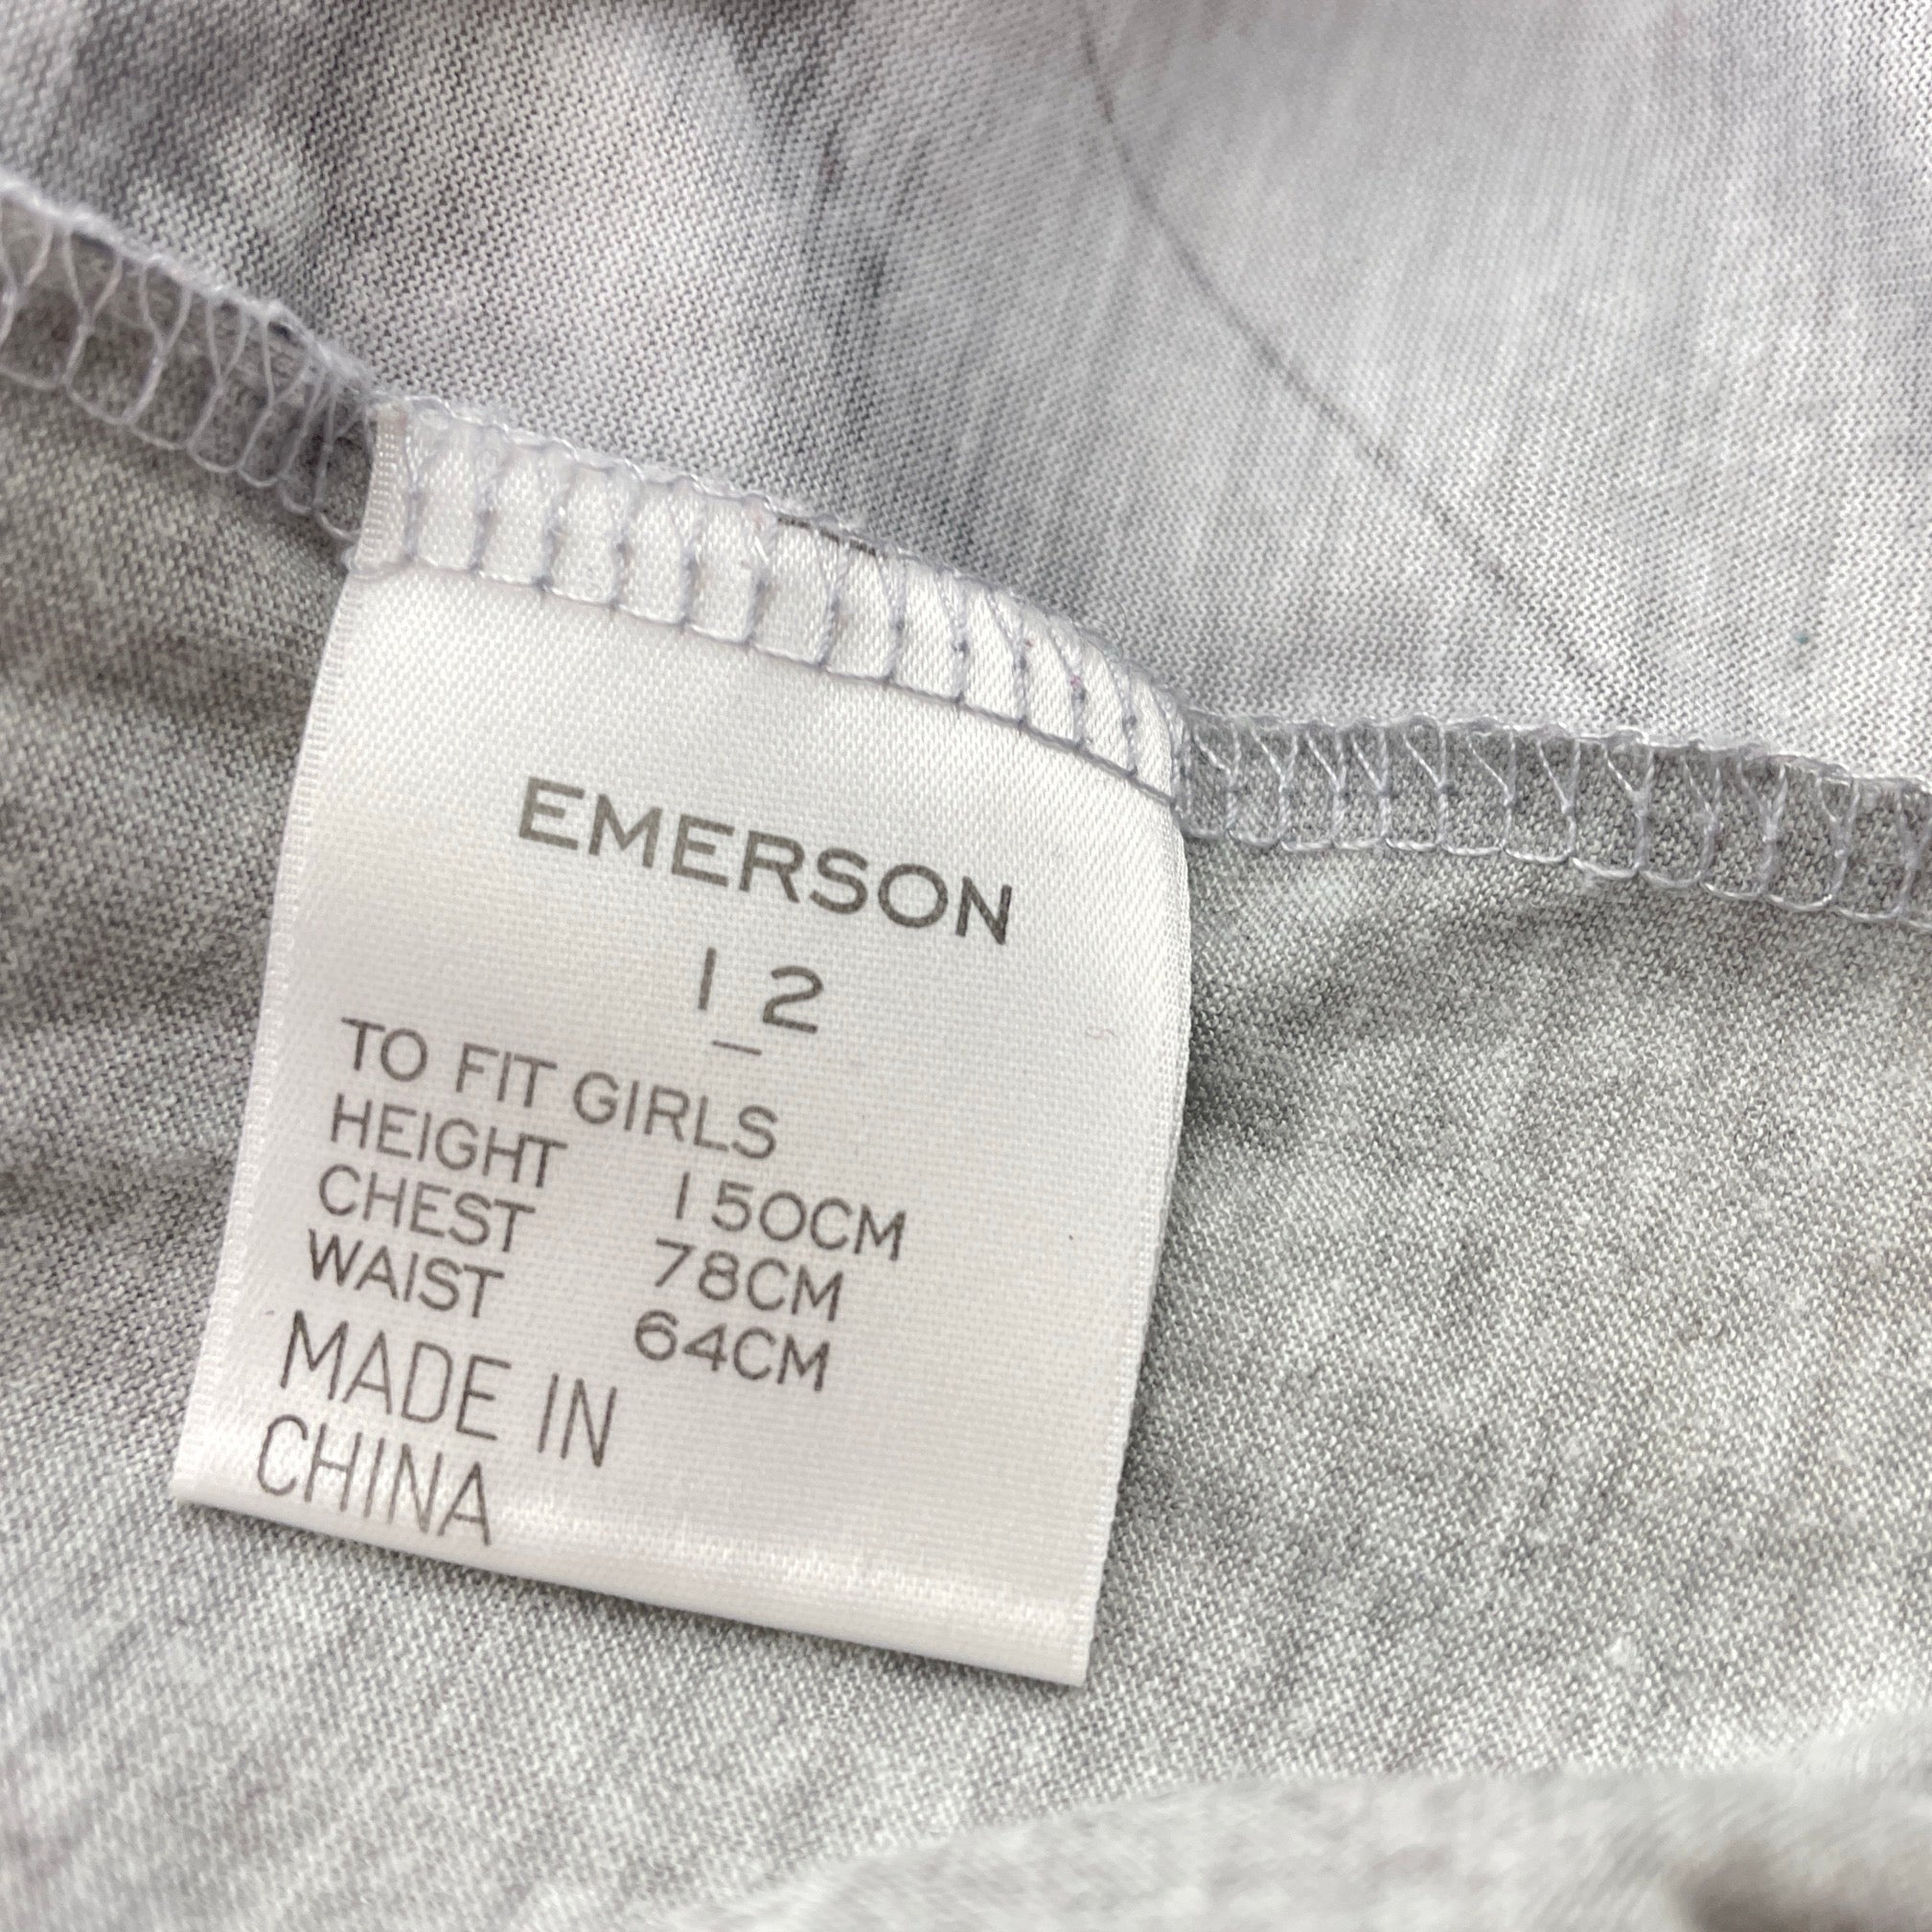 EMERSON
12
TO FIT GIRLS
HEIGHT 150CM
CHEST 78CM
WAIST 64CM
MADE IN
CHINA